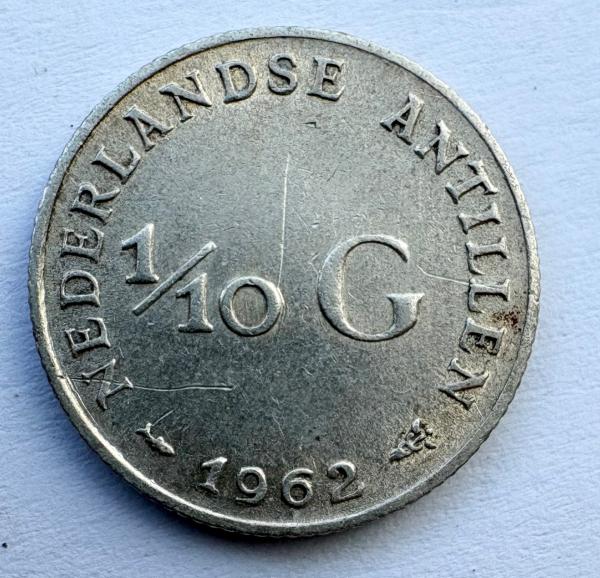 NEDERLANDSE ANTILLEN
1/10 G
1962